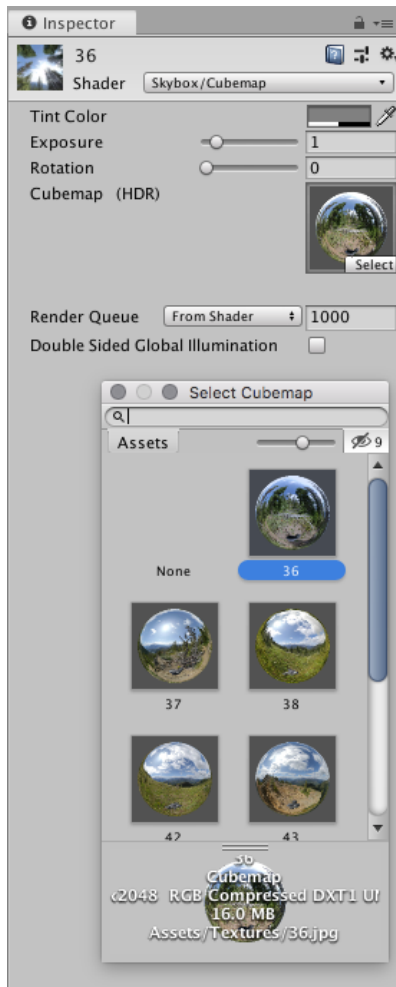 Inspector
36
Shader Skybox/Cubemap
Tint Color
Exposure 1
Rotation 0
Cubemap (HDR)
Select
Render Queue From Shader 1000
Double Sided Global Illumination
Select Cubemap
Assets 9
None 36
37 38
42 43
36
Cubemap
x2048 RGB Compressed DXT1 U
16.0 MB
Assets/Textures/36.jpg